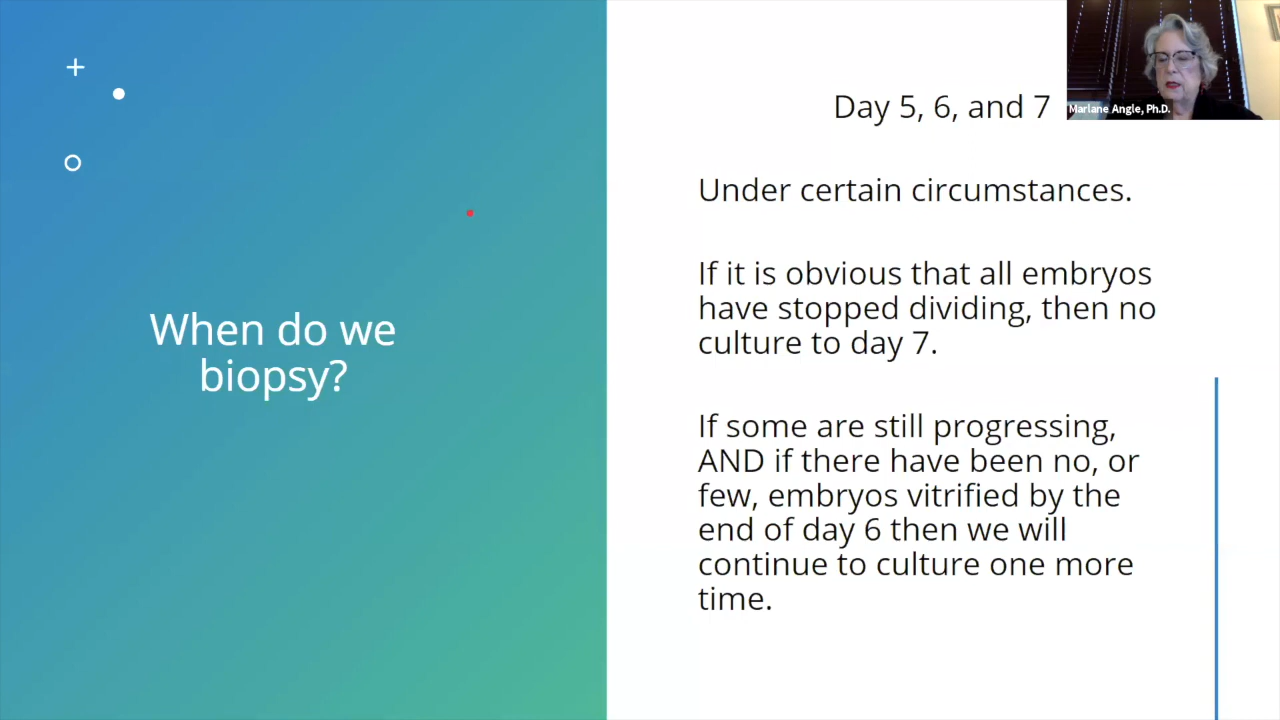 When do we
biopsy?
Day 5, 6, and 7
Under certain circumstances.
If it is obvious that all embryos
have stopped dividing, then no
culture to day 7.
If some are still progressing,
AND if there have been no, or
few, embryos vitrified by the
end of day 6 then we will
continue to culture one more
time.
Marlane Angle, Ph.D.